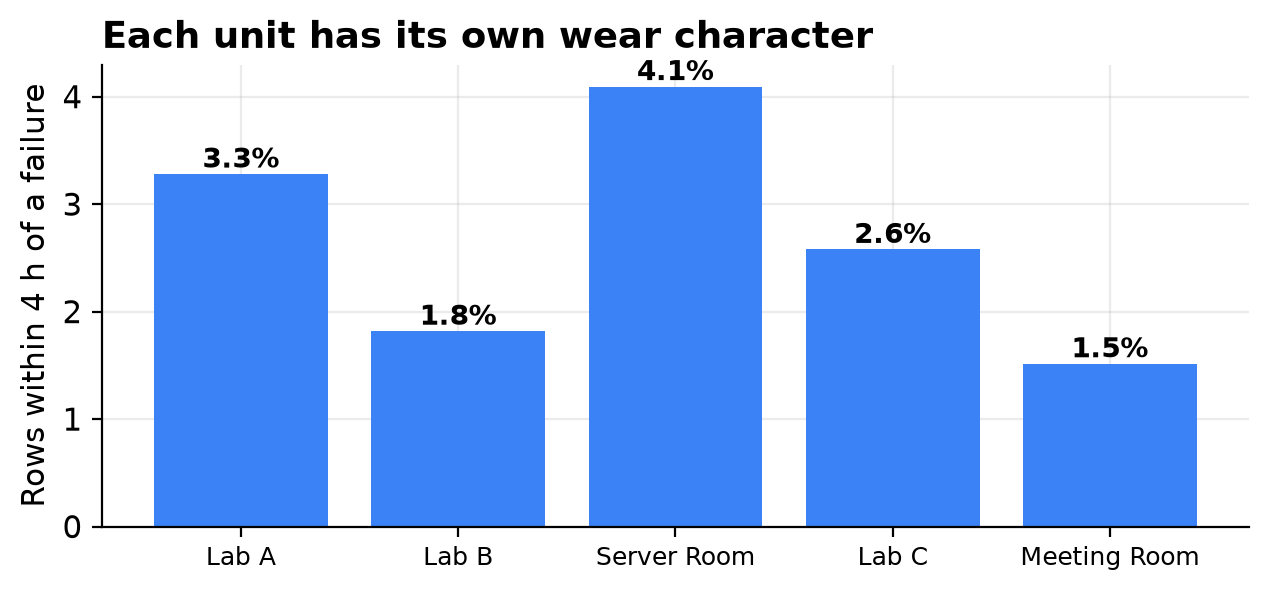 Each unit has its own wear character
Rows within 4 h of a failure
4
3
2
1
0
3.3%
1.8%
4.1%
2.6%
1.5%
Lab A
Lab B
Server Room
Lab C
Meeting Room